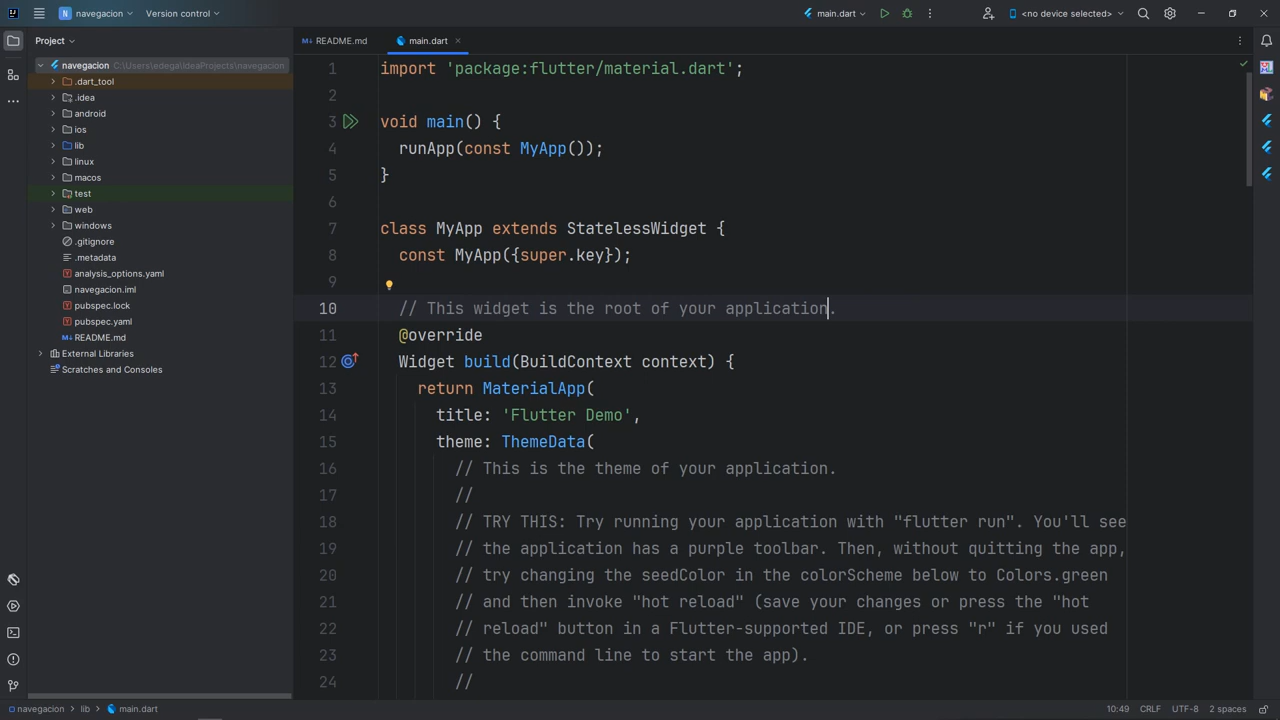 N navegacion Version control main.dart <no device selected>
Project README.md main.dart
navegacion C:\Users\edega\IdeaProjects\navegacion
.dart_tool
.idea
android
ios
lib
linux
macos
test
web
windows
.gitignore
.metadata
analysis_options.yaml
navegacion.iml
pubspec.lock
pubspec.yaml
README.md
External Libraries
Scratches and Consoles
1 import 'package:flutter/material.dart';
2
3 void main() {
4 runApp(const MyApp());
5 }
6
7 class MyApp extends StatelessWidget {
8 const MyApp({super.key});
9
10 // This widget is the root of your application.
11 @override
12 Widget build(BuildContext context) {
13 return MaterialApp(
14 title: 'Flutter Demo',
15 theme: ThemeData(
16 // This is the theme of your application.
17 //
18 // TRY THIS: Try running your application with "flutter run". You'll see
19 // the application has a purple toolbar. Then, without quitting the app,
20 // try changing the seedColor in the colorScheme below to Colors.green
21 // and then invoke "hot reload" (save your changes or press the "hot
22 // reload" button in a Flutter-supported IDE, or press "r" if you used
23 // the command line to start the app).
24 //
navegacion > lib > main.dart 10:49 CRLF UTF-8 2 spaces